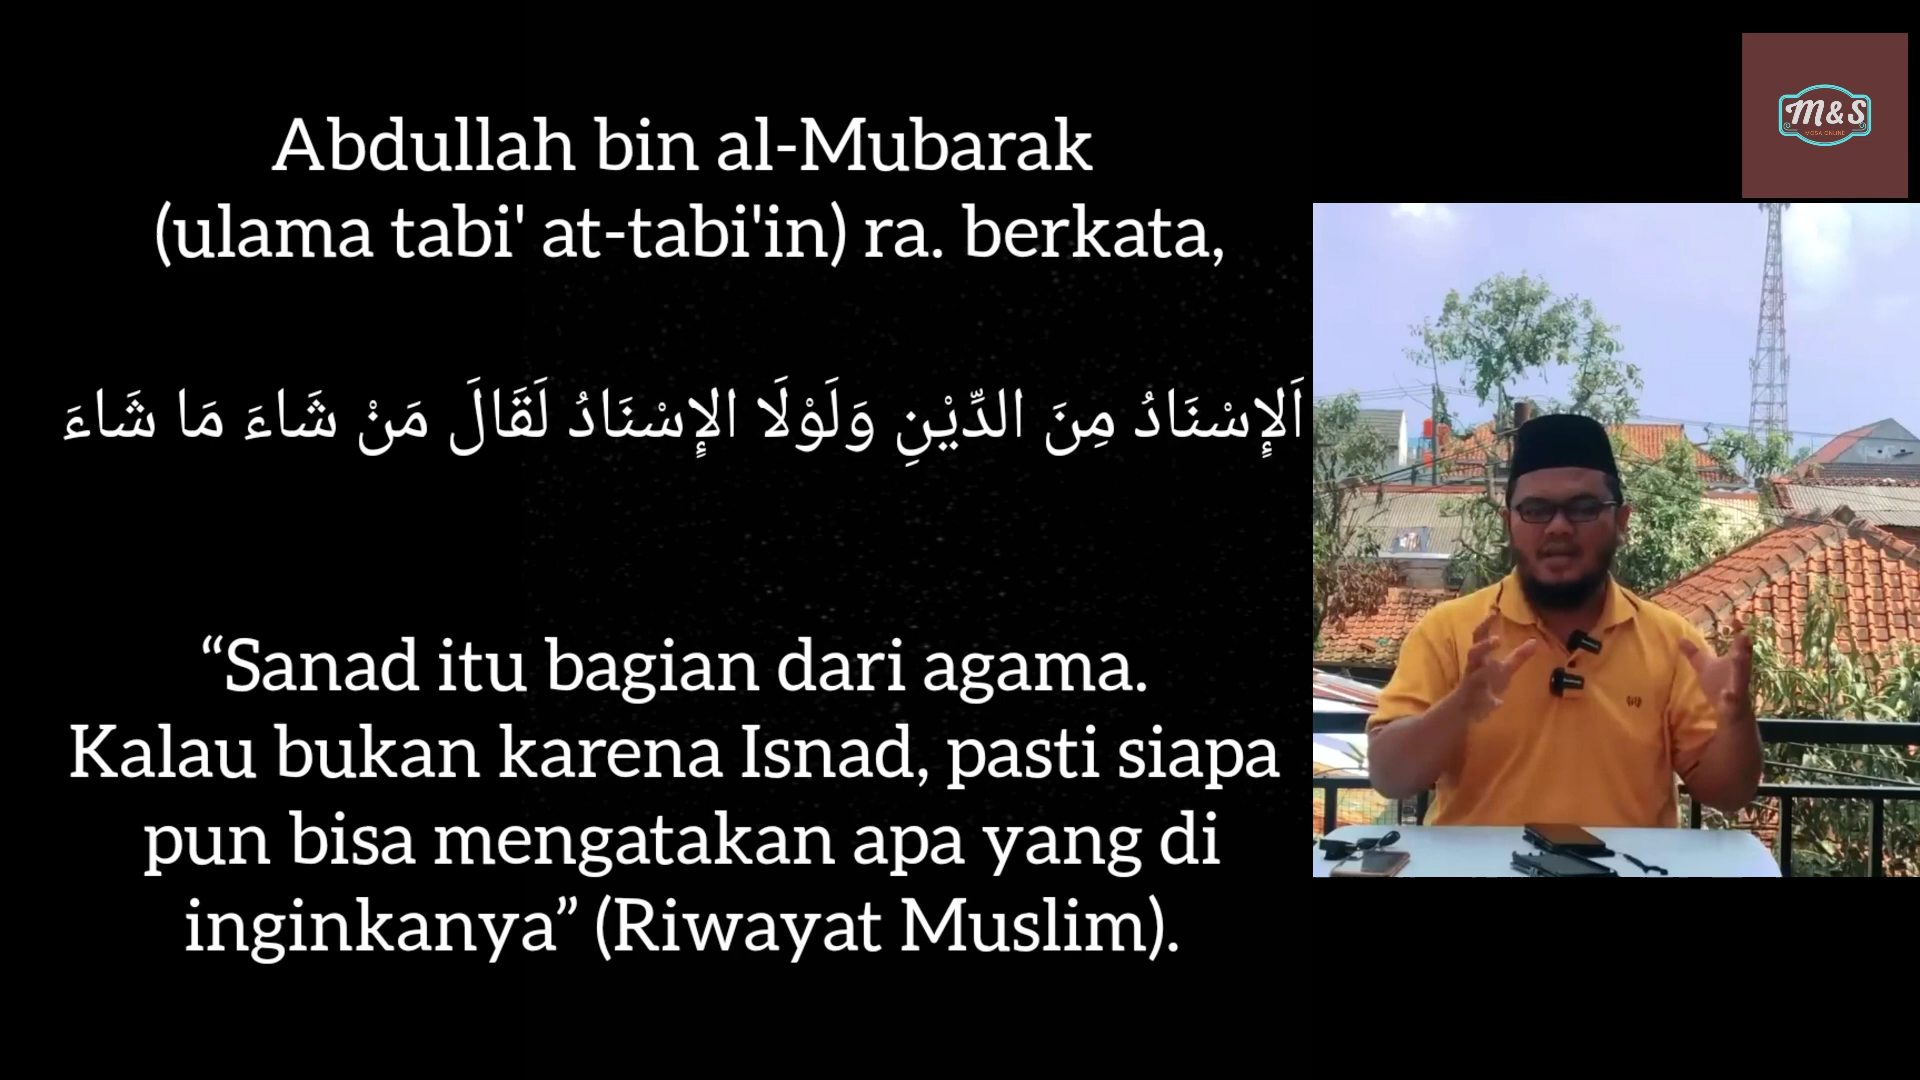 Abdullah bin al-Mubarak
(ulama tabi' at-tabi'in) ra. berkata,
اَلإِسْنَادُ مِنَ الدِّيْنِ وَلَوْلَا الإِسْنَادُ لَقَالَ مَنْ شَاءَ مَا شَاءَ
“Sanad itu bagian dari agama.
Kalau bukan karena Isnad, pasti siapa
pun bisa mengatakan apa yang di
inginkanya” (Riwayat Muslim).
M&S
MOSA ONLINE